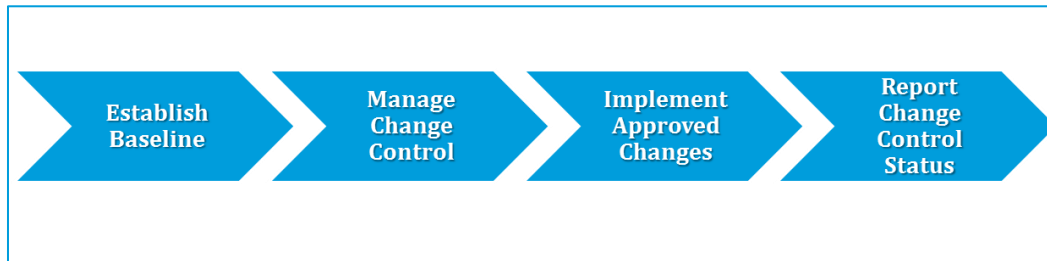 Establish
Baseline
Manage
Change
Control
Implement
Approved
Changes
Report
Change
Control
Status